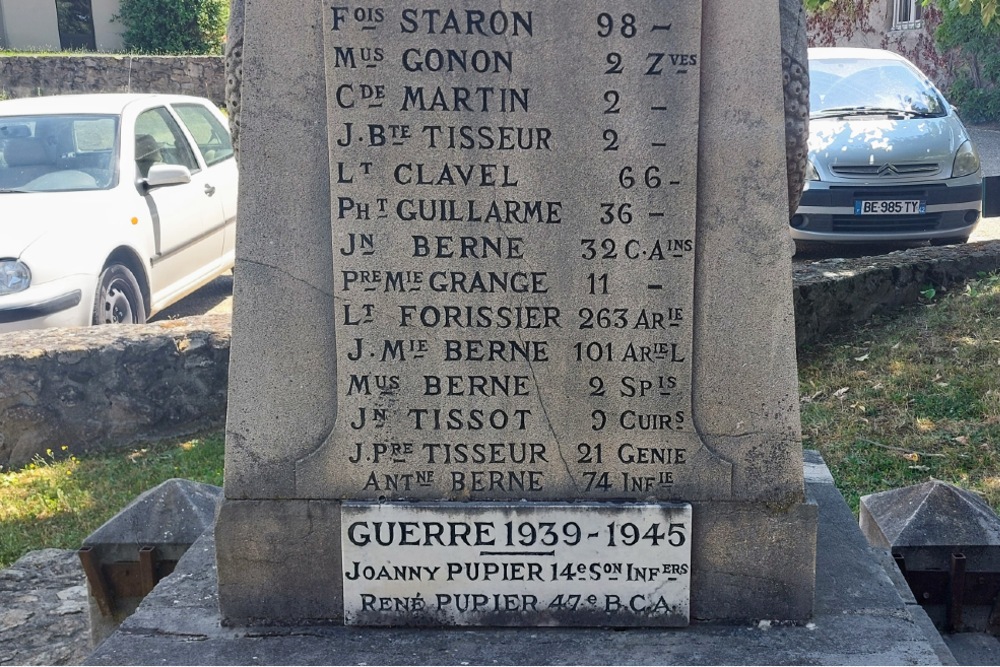 Fois STARON 98 -
Mus GONON 2 Zves
Cde MARTIN 2 -
J.Bte TISSEUR 2 -
Lt CLAVEL 66 -
Pht GUILLARME 36 -
Jn BERNE 32 C.Ains
PREMie GRANGE 11 -
Lt FORISSIER 263 ARie
J.Mie BERNE 101 ARieL
Mus BERNE 2 Spis
Jn TISSOT 9 CUIRs
J.Pre TISSEUR 21 GENIE
ANTne BERNE 74 INFie
GUERRE 1939-1945
JOANNY PUPIER 14e Son INFers
RENÉ PUPIER 47e B.C.A.
BE 985 TY